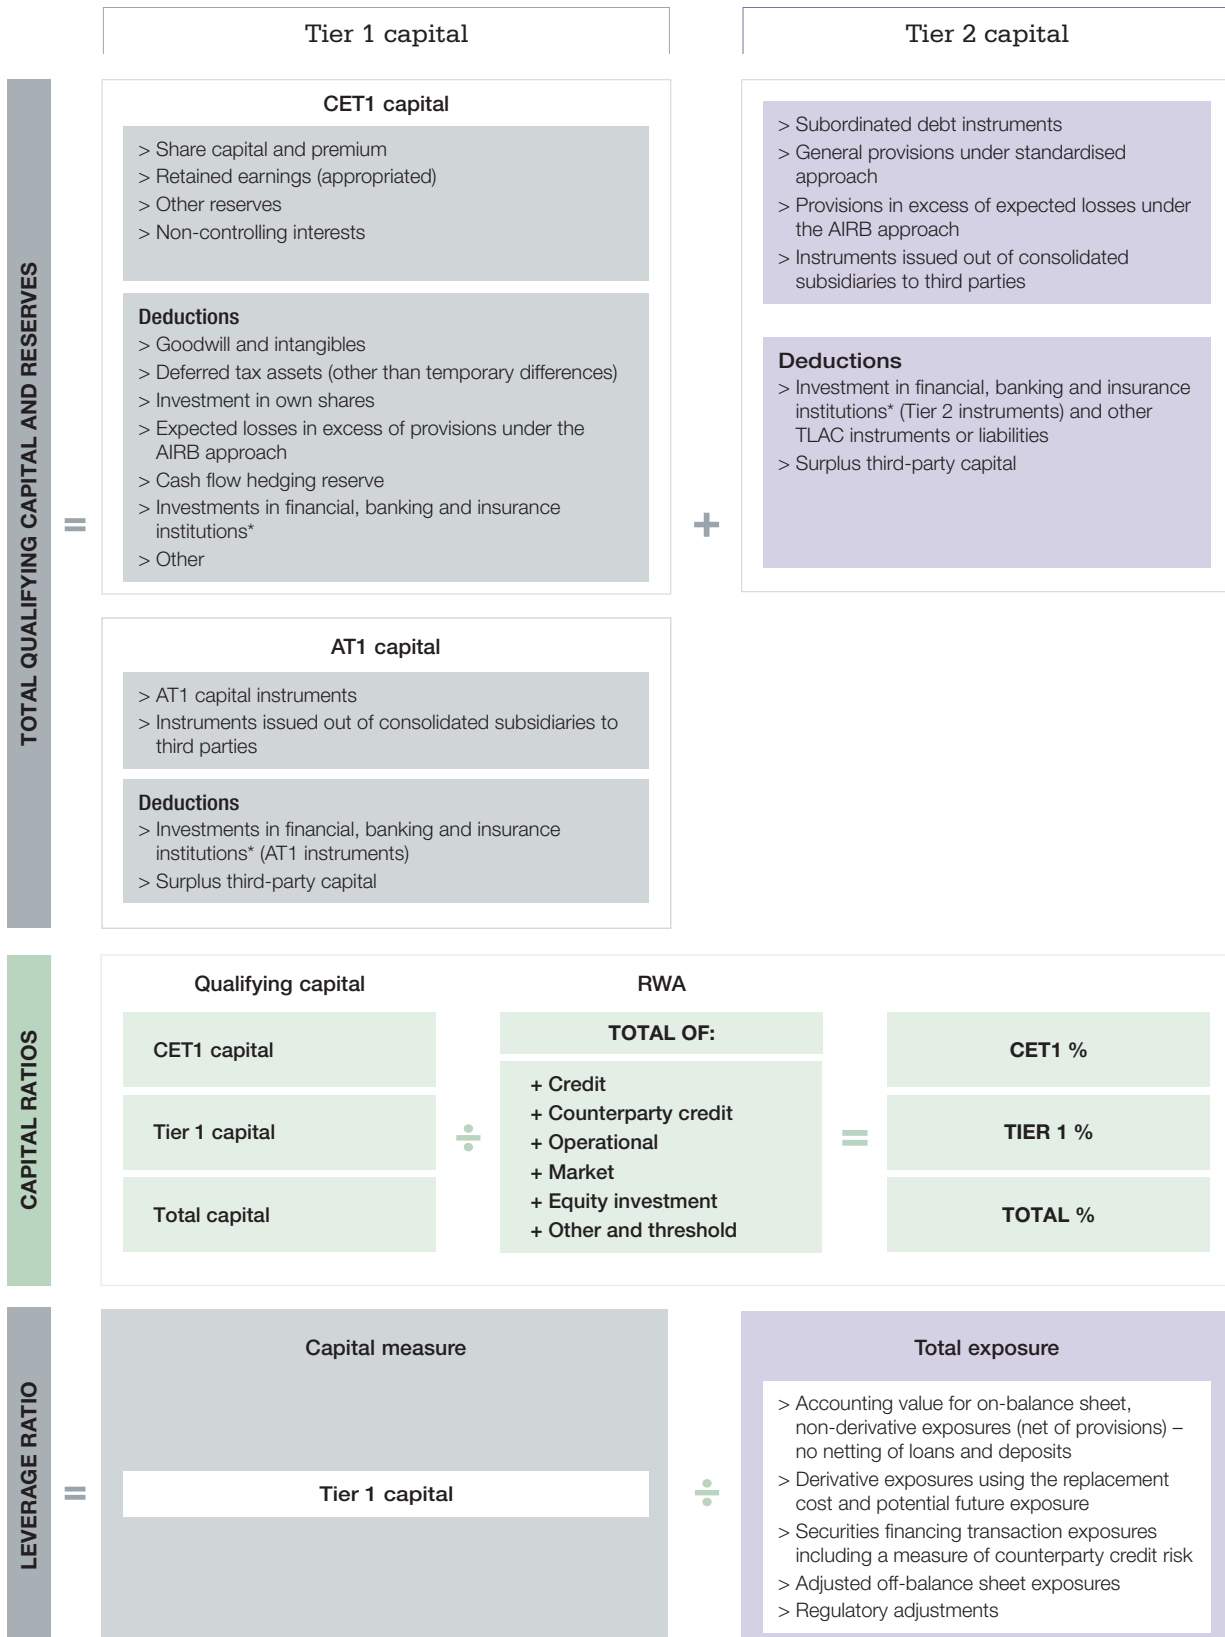 Tier 1 capital
Tier 2 capital
TOTAL QUALIFYING CAPITAL AND RESERVES
=
CET1 capital
> Share capital and premium
> Retained earnings (appropriated)
> Other reserves
> Non-controlling interests
Deductions
> Goodwill and intangibles
> Deferred tax assets (other than temporary differences)
> Investment in own shares
> Expected losses in excess of provisions under the
AIRB approach
> Cash flow hedging reserve
> Investments in financial, banking and insurance
institutions*
> Other
AT1 capital
> AT1 capital instruments
> Instruments issued out of consolidated subsidiaries to
third parties
Deductions
> Investments in financial, banking and insurance
institutions* (AT1 instruments)
> Surplus third-party capital
+
> Subordinated debt instruments
> General provisions under standardised
approach
> Provisions in excess of expected losses under
the AIRB approach
> Instruments issued out of consolidated
subsidiaries to third parties
Deductions
> Investment in financial, banking and insurance
institutions* (Tier 2 instruments) and other
TLAC instruments or liabilities
> Surplus third-party capital
CAPITAL RATIOS
Qualifying capital
CET1 capital
Tier 1 capital
Total capital
÷
RWA
TOTAL OF:
+ Credit
+ Counterparty credit
+ Operational
+ Market
+ Equity investment
+ Other and threshold
=
CET1 %
TIER 1 %
TOTAL %
LEVERAGE RATIO
=
Capital measure
Tier 1 capital
÷
Total exposure
> Accounting value for on-balance sheet,
non-derivative exposures (net of provisions) –
no netting of loans and deposits
> Derivative exposures using the replacement
cost and potential future exposure
> Securities financing transaction exposures
including a measure of counterparty credit risk
> Adjusted off-balance sheet exposures
> Regulatory adjustments